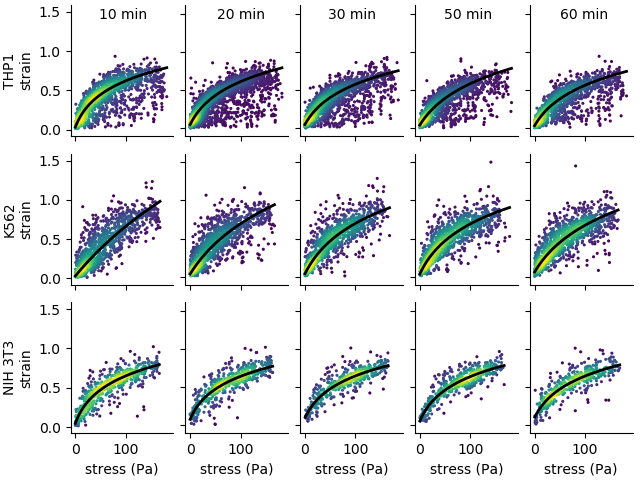 10 min 20 min 30 min 50 min 60 min
THP1
strain
1.5
1.0
0.5
0.0
K562
strain
1.5
1.0
0.5
0.0
NIH 3T3
strain
1.5
1.0
0.5
0.0
0 100 0 100 0 100 0 100 0 100
stress (Pa) stress (Pa) stress (Pa) stress (Pa) stress (Pa)